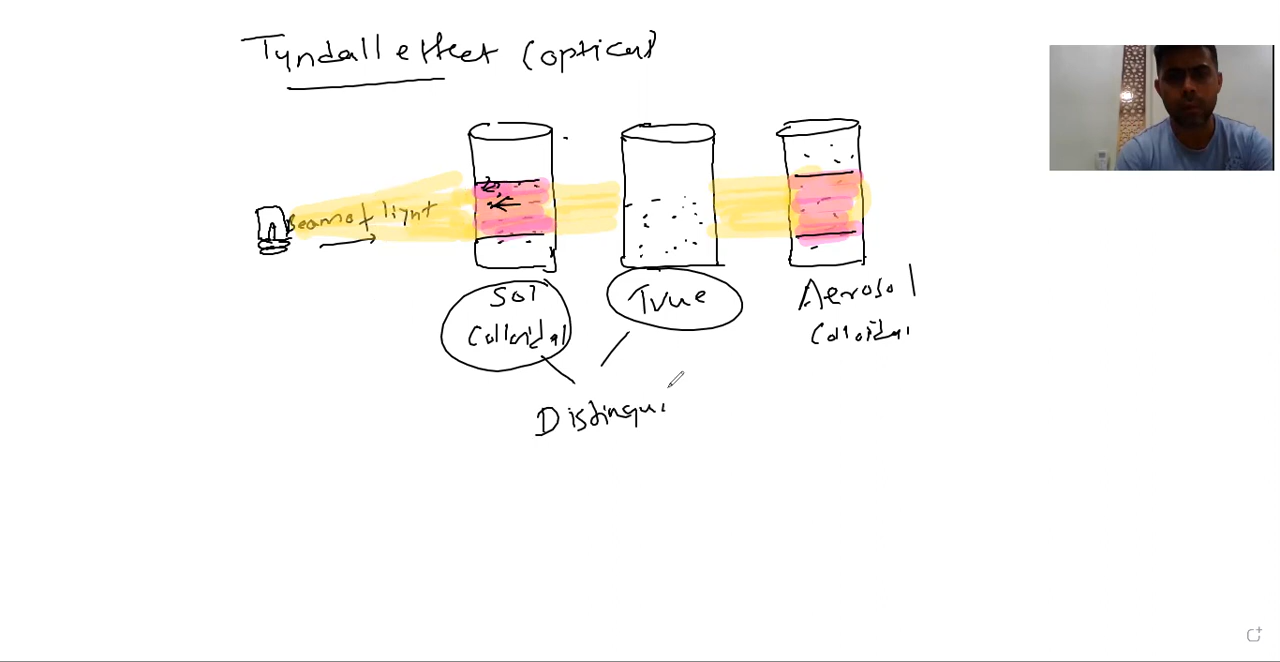 Tyndall effect (optical)
Beam of light
Sol
Colloidal
True
Aerosol
Colloidal
Distingui